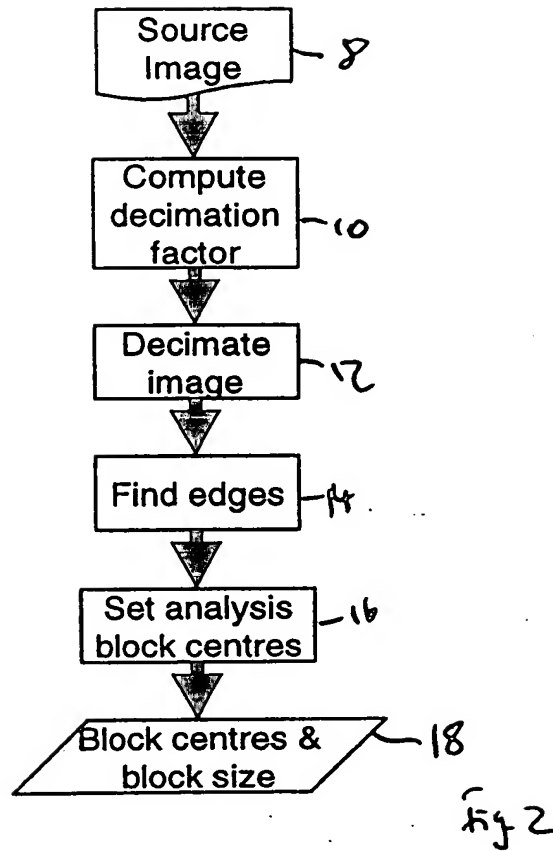 Source
Image
8
Compute
decimation
factor
10
Decimate
image
12
Find edges
14
Set analysis
block centres
16
Block centres &
block size
18
Fig 2